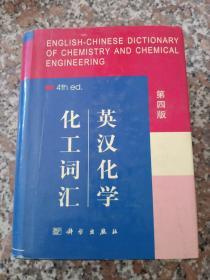 ENGLISH-CHINESE DICTIONARY
OF CHEMISTRY AND CHEMICAL
ENGINEERING
4th ed.
第四版
英汉化学
化工词汇
科学出版社